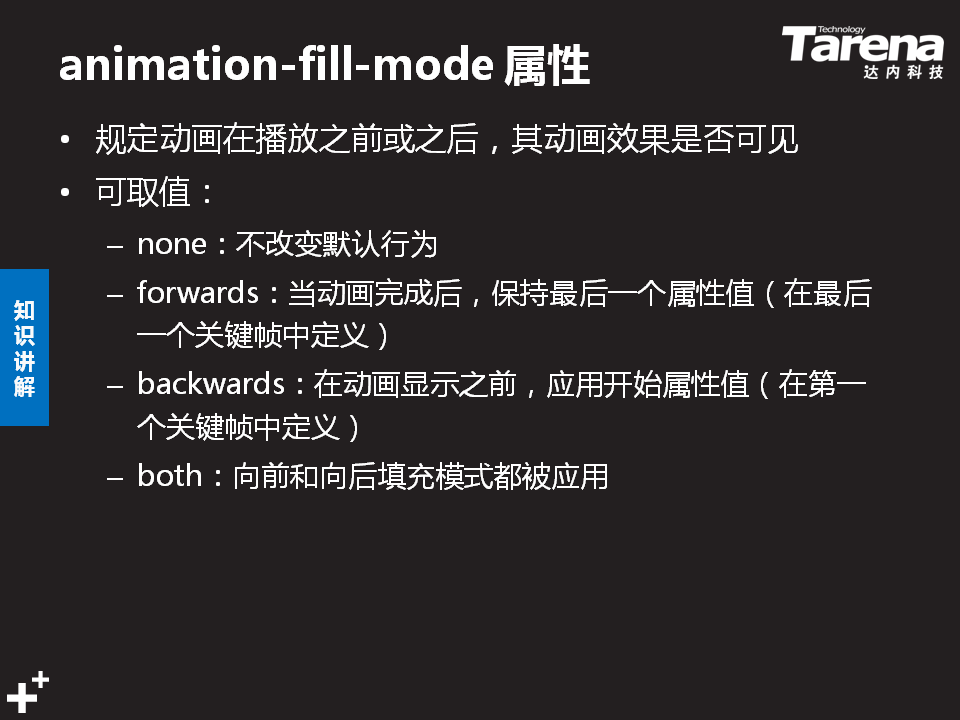 animation-fill-mode 属性
Technology
Tarena
达内科技
• 规定动画在播放之前或之后，其动画效果是否可见
• 可取值：
– none：不改变默认行为
– forwards：当动画完成后，保持最后一个属性值（在最后
一个关键帧中定义）
– backwards：在动画显示之前，应用开始属性值（在第一
个关键帧中定义）
– both：向前和向后填充模式都被应用
知
识
讲
解